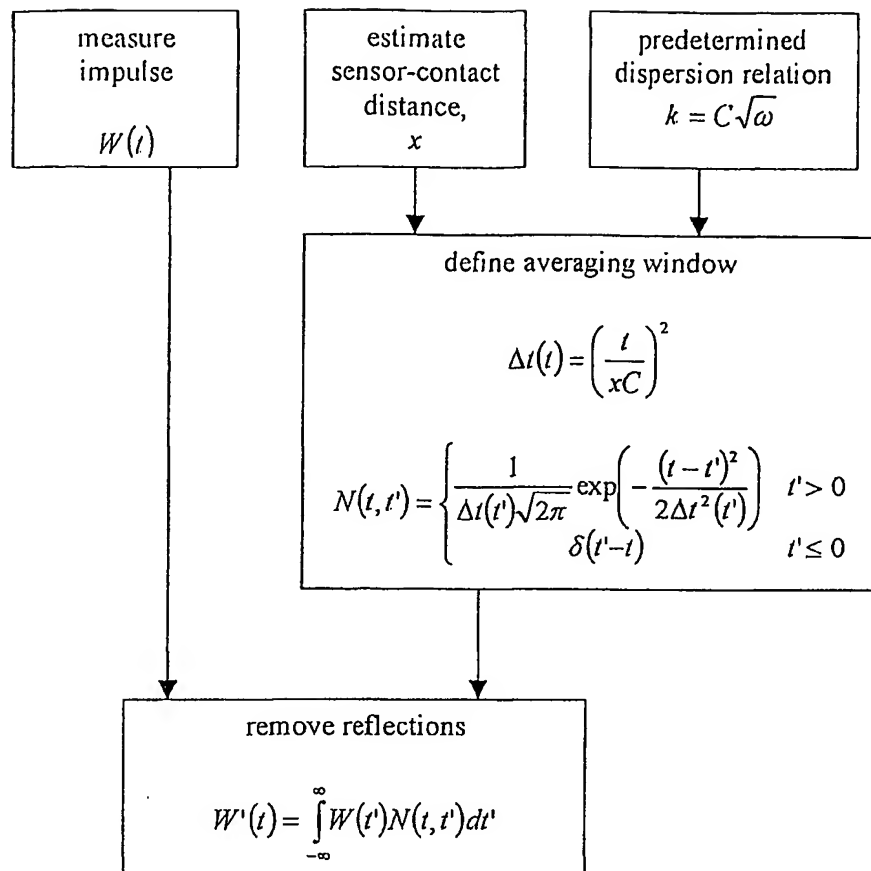 measure
impulse
W(t)
estimate
sensor-contact
distance,
x
predetermined
dispersion relation
k = C√ω
define averaging window
Δt(t) = (t / xC)²
N(t, t') = { 1 / (Δt(t')√2π) exp(−(t − t')² / 2Δt²(t')) t' > 0
δ(t'−t) t' ≤ 0
remove reflections
W'(t) = ∫_{−∞}^{∞} W(t')N(t, t')dt'